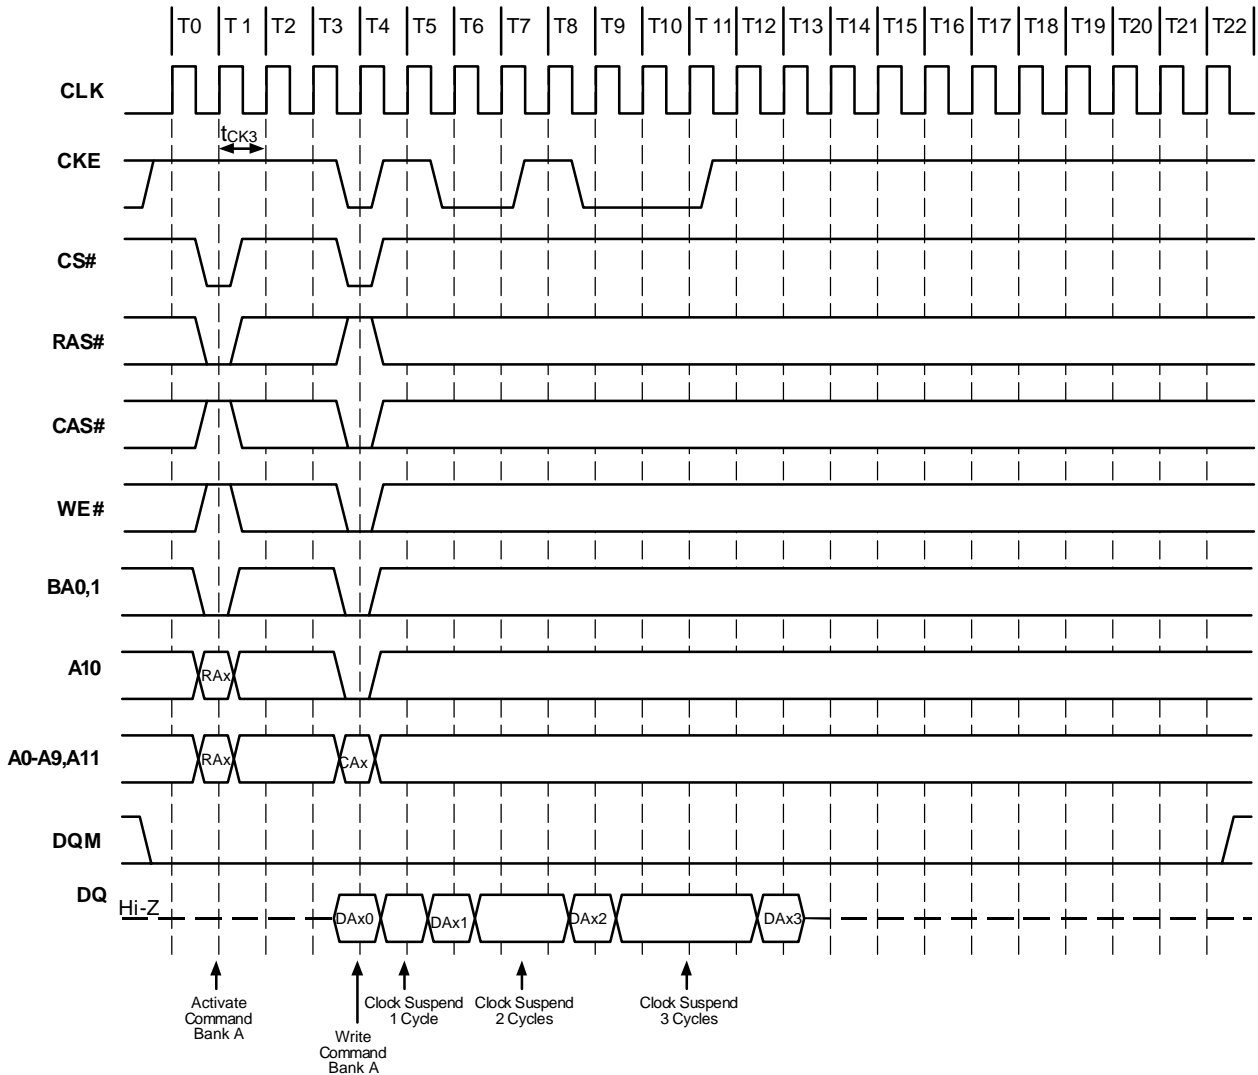 T0 T 1 T2 T3 T4 T5 T6 T7 T8 T9 T10 T 11 T12 T13 T14 T15 T16 T17 T18 T19 T20 T21 T22
CLK
tCK3
CKE
CS#
RAS#
CAS#
WE#
BA0,1
A10
RAx
A0-A9,A11
RAx CAx
DQM
DQ
Hi-Z
DAx0 DAx1 DAx2 DAx3
Activate
Command
Bank A
Write
Command
Bank A
Clock Suspend
1 Cycle
Clock Suspend
2 Cycles
Clock Suspend
3 Cycles